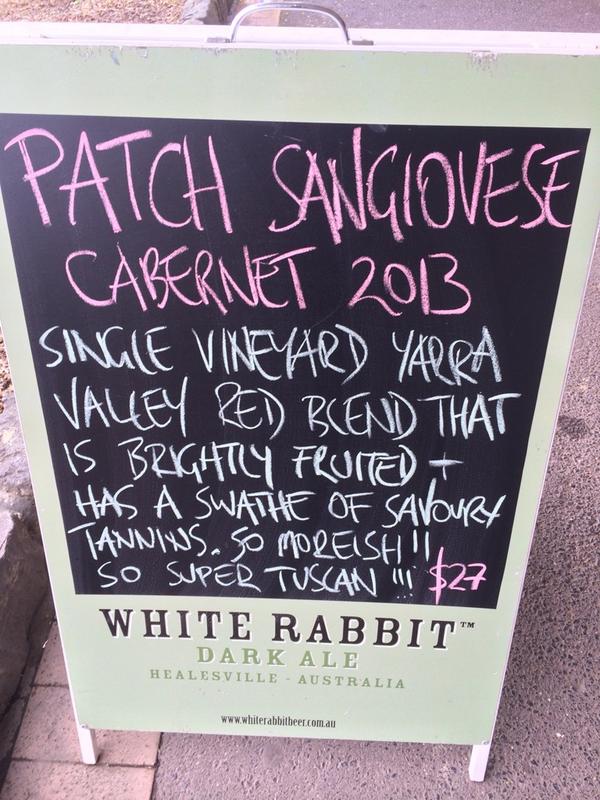 PATCH SANGIOVESE
CABERNET 2013
SINGLE VINEYARD YARRA
VALLEY RED BLEND THAT
IS BRIGHTLY FRUITED +
HAS A SWATHE OF SAVOURY
TANNINS. SO MOREISH!!
SO SUPER TUSCAN!!! $27
WHITE RABBIT™
DARK ALE
HEALESVILLE - AUSTRALIA
www.whiterabbitbeer.com.au